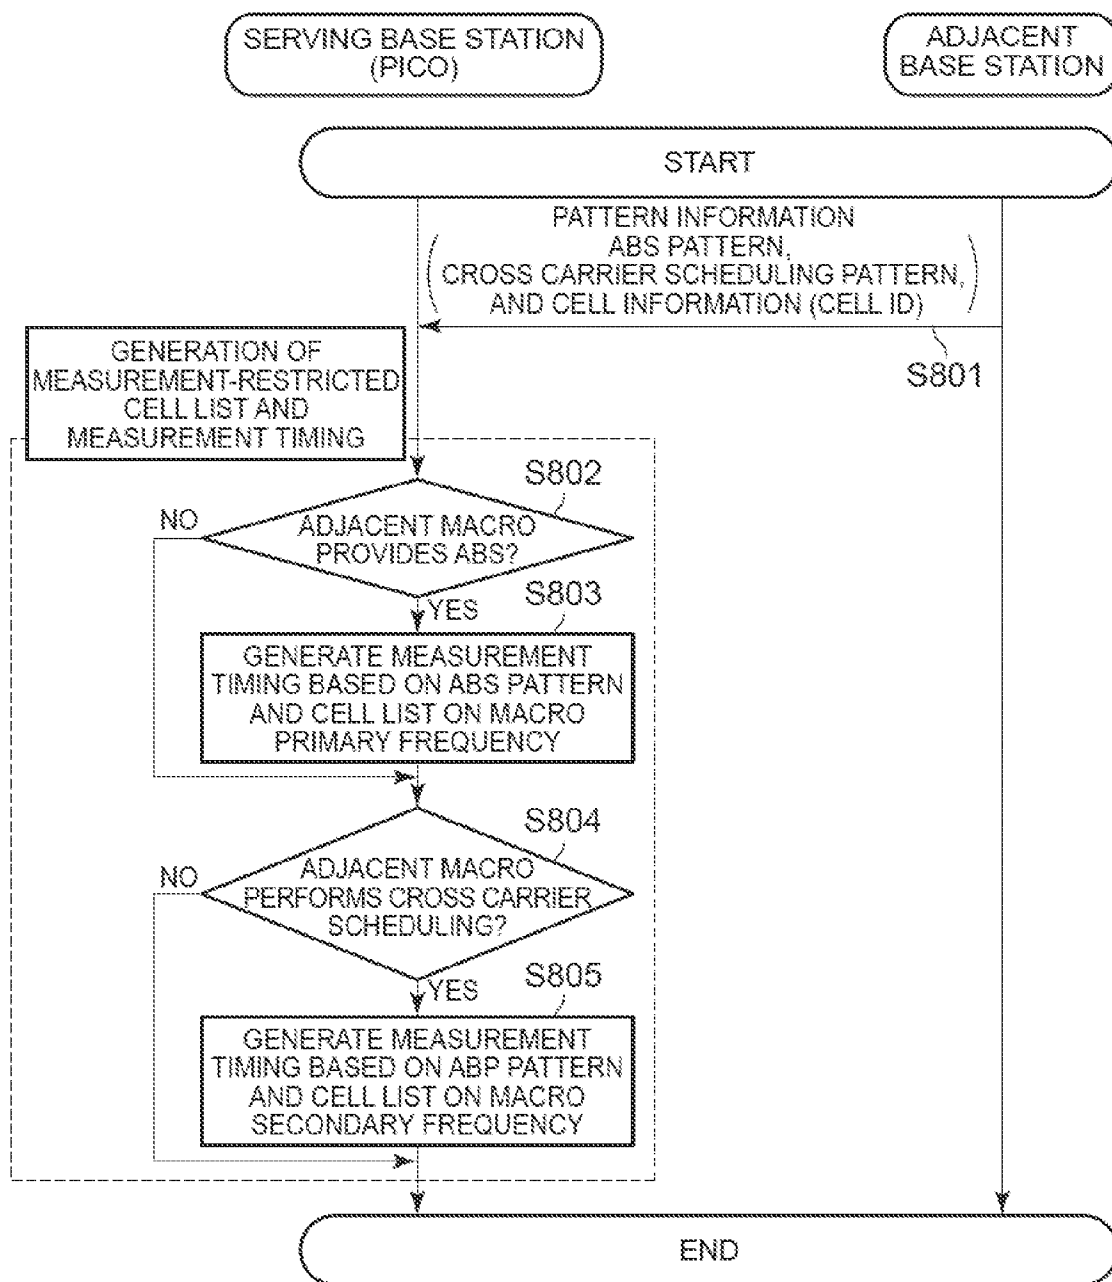 SERVING BASE STATION
(PICO)
ADJACENT
BASE STATION
START
PATTERN INFORMATION
ABS PATTERN,
CROSS CARRIER SCHEDULING PATTERN,
AND CELL INFORMATION (CELL ID)
S801
GENERATION OF
MEASUREMENT-RESTRICTED
CELL LIST AND
MEASUREMENT TIMING
S802
NO
ADJACENT MACRO
PROVIDES ABS?
YES
S803
GENERATE MEASUREMENT
TIMING BASED ON ABS PATTERN
AND CELL LIST ON MACRO
PRIMARY FREQUENCY
S804
NO
ADJACENT MACRO
PERFORMS CROSS CARRIER
SCHEDULING?
YES
S805
GENERATE MEASUREMENT
TIMING BASED ON ABP PATTERN
AND CELL LIST ON MACRO
SECONDARY FREQUENCY
END